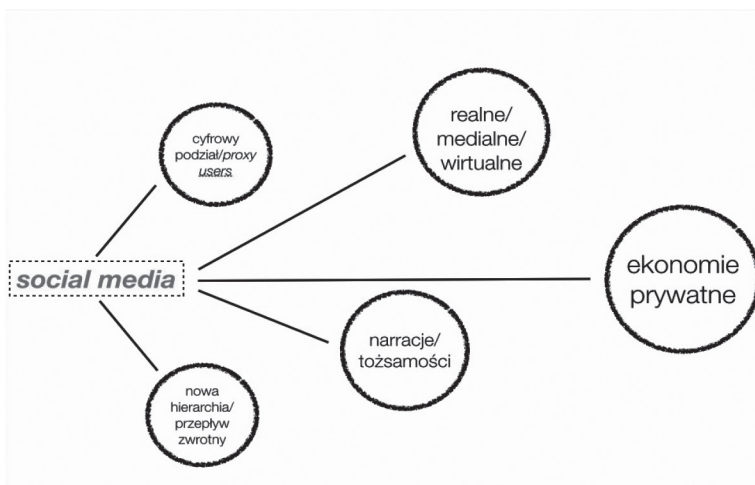 cyfrowy
podział/proxy
users
realne/
medialne/
wirtualne
social media
ekonomie
prywatne
narracje/
tożsamości
nowa
hierarchia/
przepływ
zwrotny